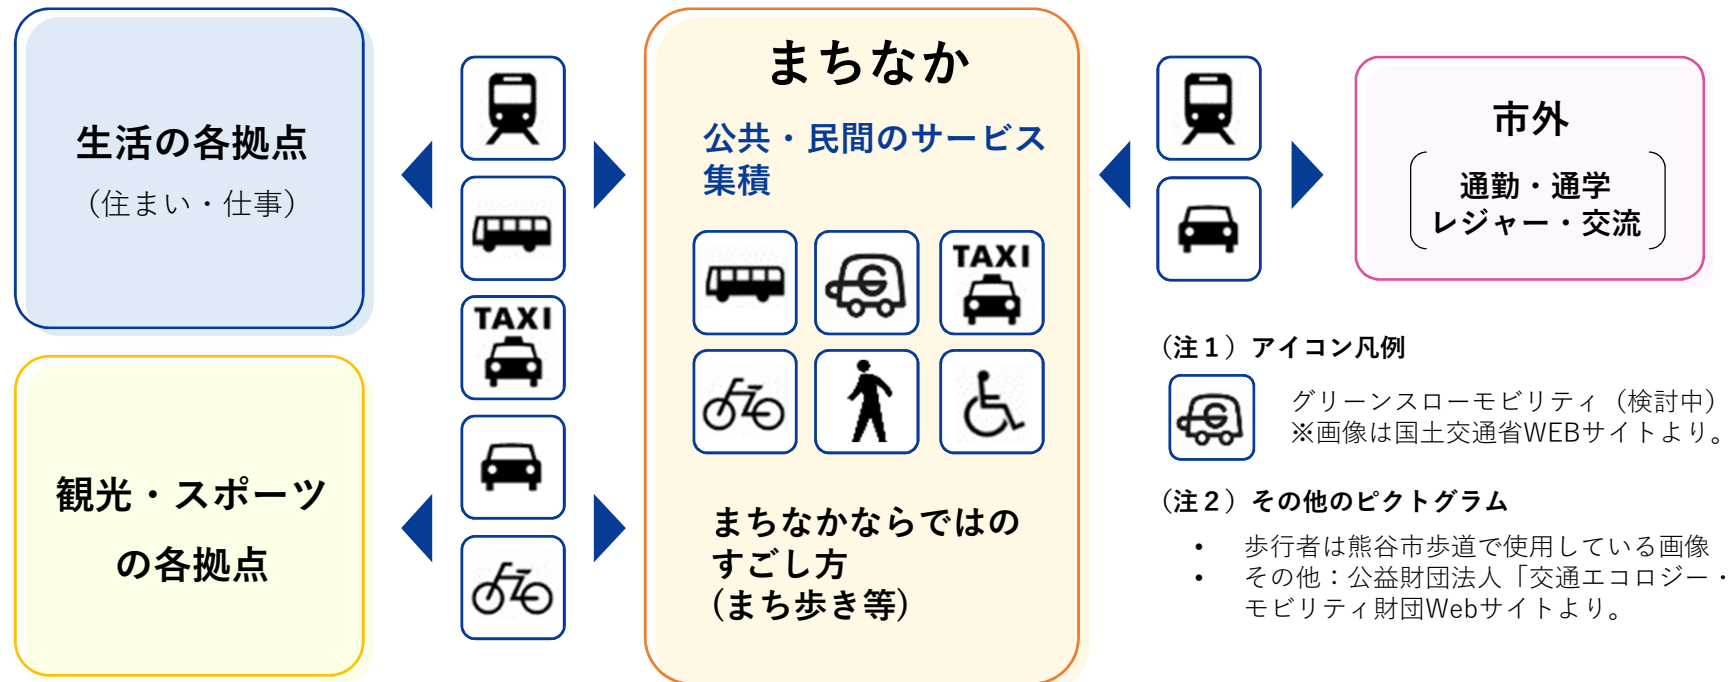 生活の各拠点
（住まい・仕事）
観光・スポーツ
の各拠点
TAXI
まちなか
公共・民間のサービス
集積
TAXI
まちなかならではの
すごし方
(まち歩き等)
市外
通勤・通学
レジャー・交流
（注１）アイコン凡例
グリーンスローモビリティ（検討中）
※画像は国土交通省WEBサイトより。
（注２）その他のピクトグラム
• 歩行者は熊谷市歩道で使用している画像
• その他：公益財団法人「交通エコロジー・
モビリティ財団Webサイトより。